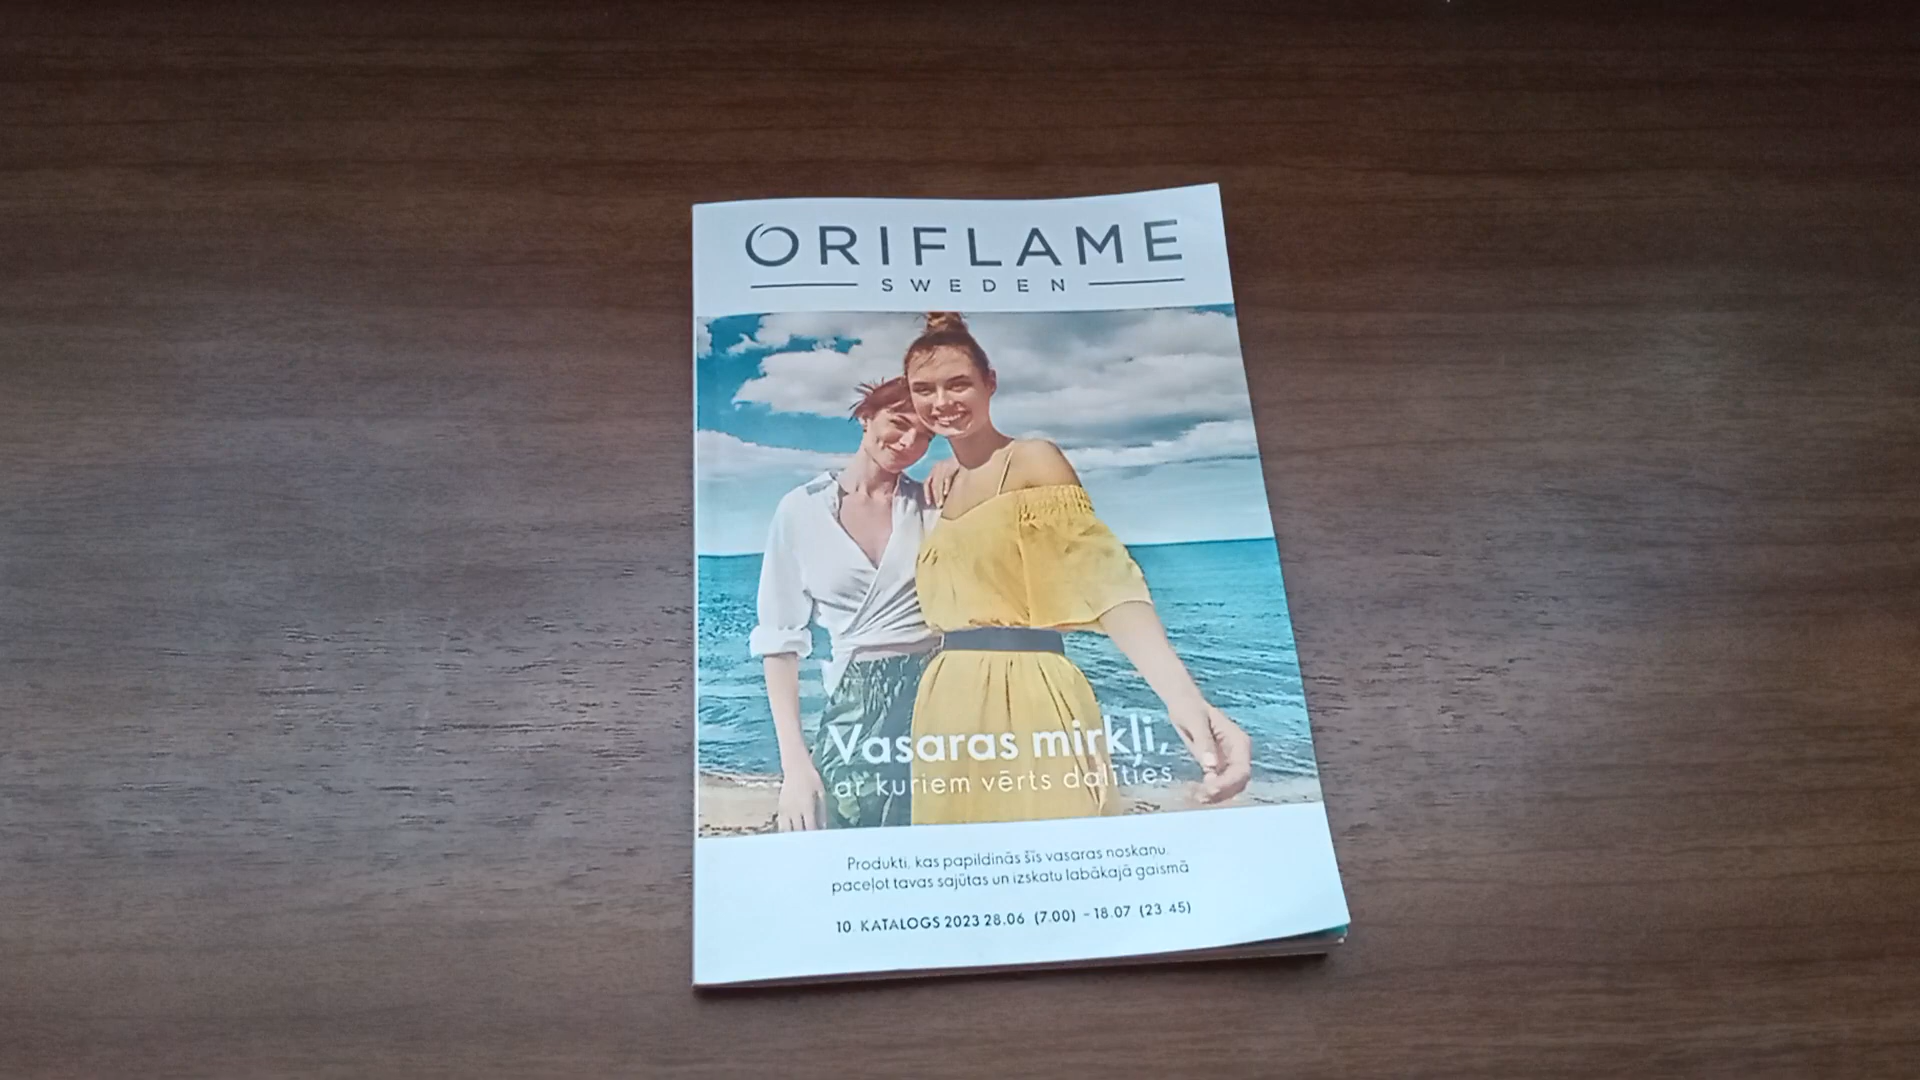 ORIFLAME
SWEDEN
Vasaras mirkļi,
ar kuriem vērts dalīties
Produkti, kas papildinās šīs vasaras noskaņu,
paceļot tavas sajūtas un izskatu labākajā gaismā
10. KATALOGS 2023 28.06 (7.00) - 18.07 (23.45)